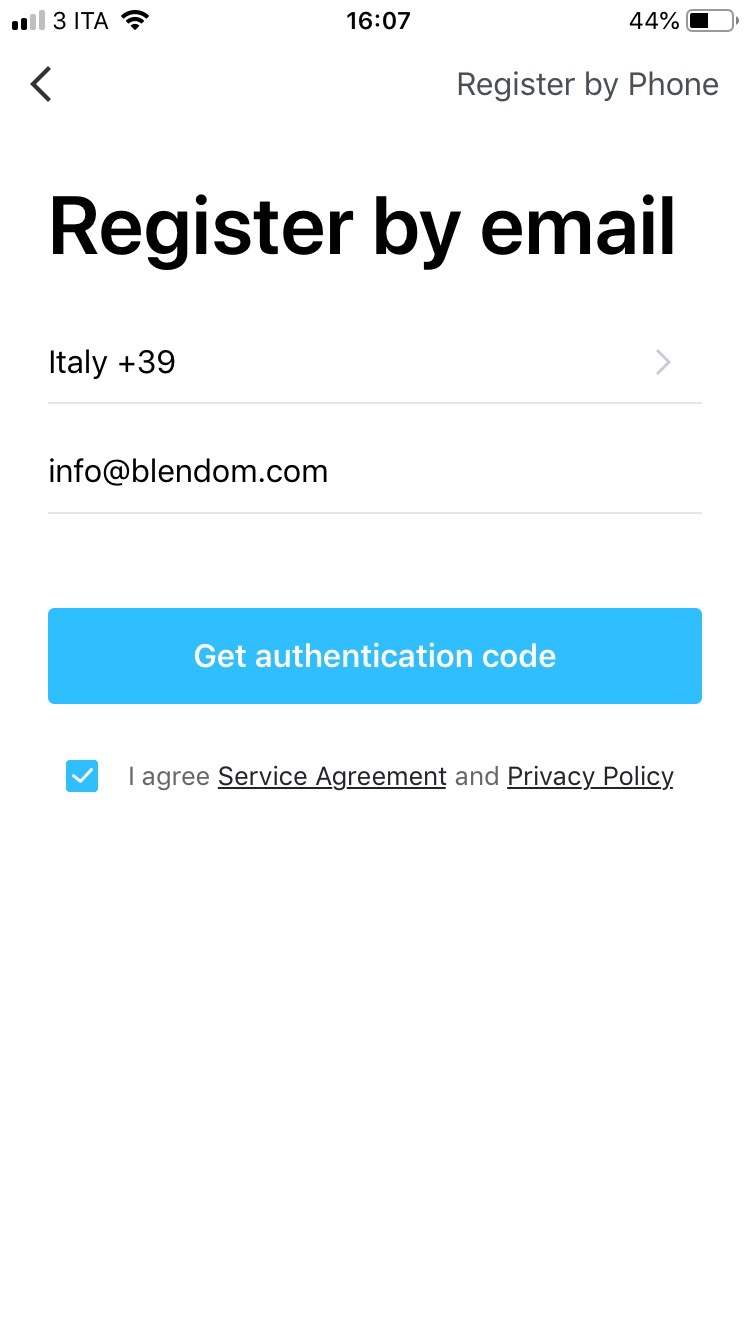 3 ITA 16:07 44%
Register by Phone
Register by email
Italy +39
info@blendom.com
Get authentication code
I agree Service Agreement and Privacy Policy